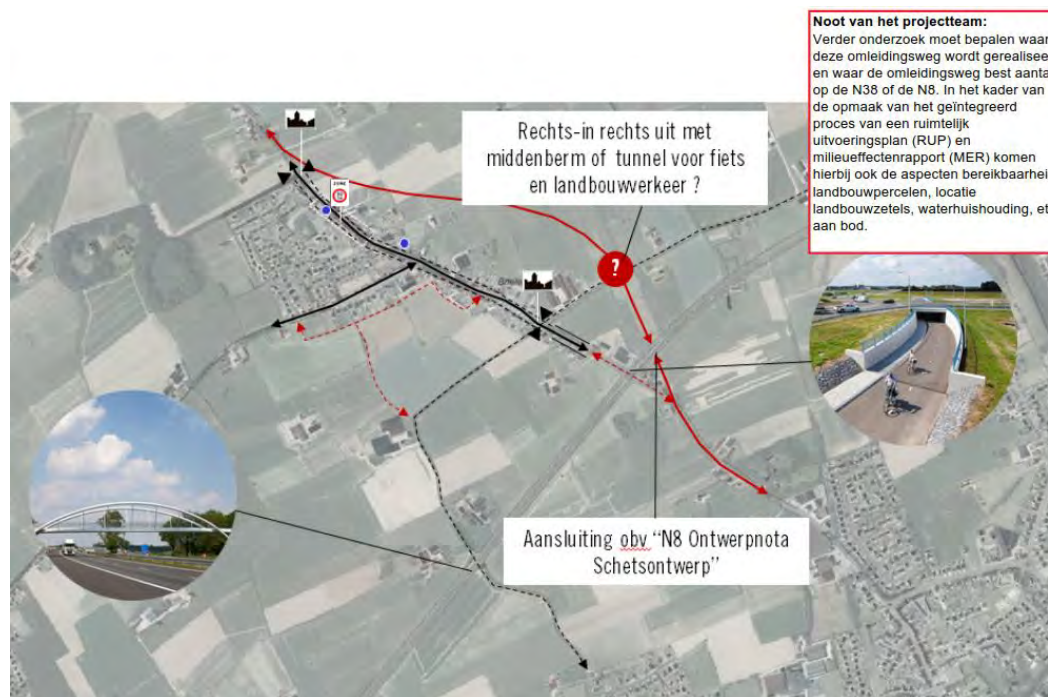 Noot van het projectteam:
Verder onderzoek moet bepalen waar
deze omleidingsweg wordt gerealisee
en waar de omleidingsweg best aanta
op de N38 of de N8. In het kader van
de opmaak van het geïntegreerd
proces van een ruimtelijk
uitvoeringsplan (RUP) en
milieueffectenrapport (MER) komen
hierbij ook de aspecten bereikbaarhei
landbouwpercelen, locatie
landbouwzetels, waterhuishouding, et
aan bod.
Rechts-in rechts uit met
middenberm of tunnel voor fiets
en landbouwverkeer ?
ZONE
?
Aansluiting obv "N8 Ontwerpnota
Schetsontwerp"